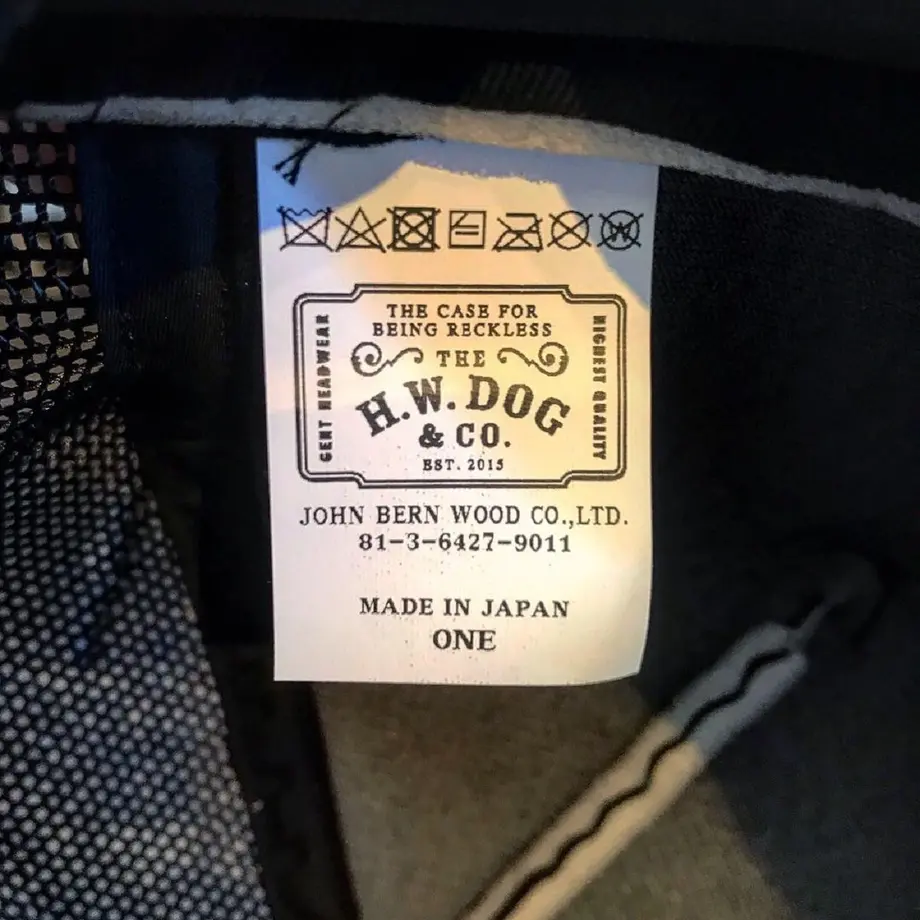 THE CASE FOR
BEING RECKLESS
GENT HEADWEAR
THE
H.W. DOG
& CO.
EST. 2015
HIGHEST QUALITY
JOHN BERN WOOD CO.,LTD.
81-3-6427-9011
MADE IN JAPAN
ONE